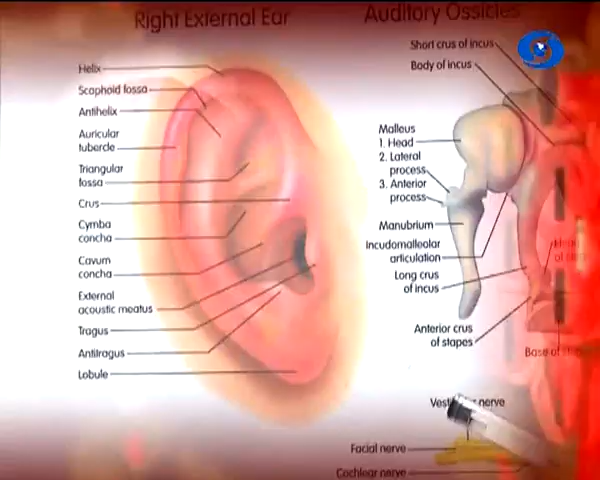 Right External Ear
Auditory Ossicles
Helix
Scaphoid fossa
Antihelix
Auricular
tubercle
Triangular
fossa
Crus
Cymba
concha
Cavum
concha
External
acoustic meatus
Tragus
Antitragus
Lobule
Short crus of incus
Body of incus
Malleus
1. Head
2. Lateral
process
3. Anterior
process
Manubrium
Incudomalleolar
articulation
Long crus
of incus
Anterior crus
of stapes
Head
of
Base of
nerve
Facial nerve
Cochlear nerve